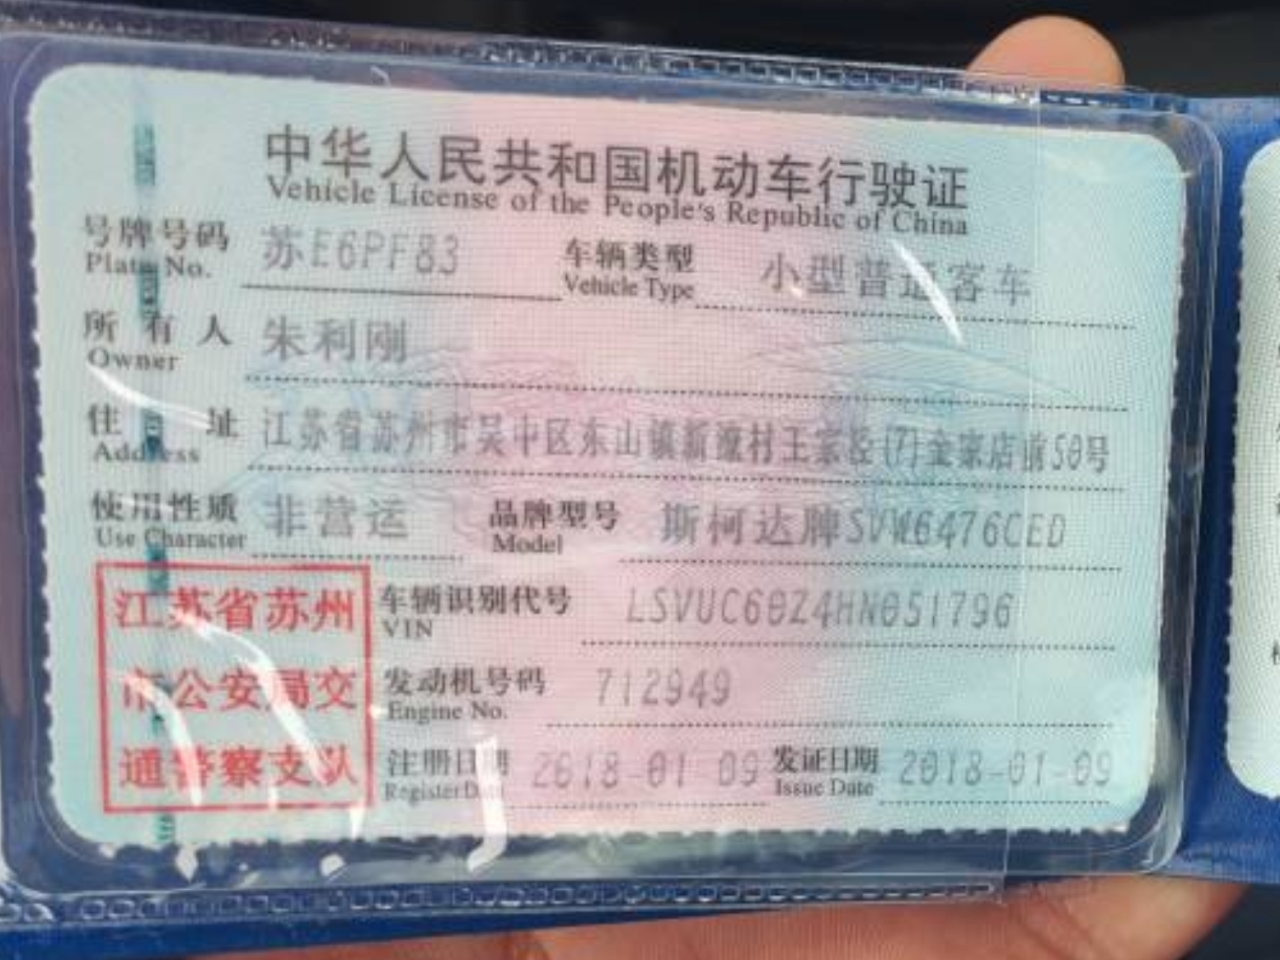 中华人民共和国机动车行驶证
Vehicle License of the People's Republic of China
号牌号码 苏E6PF83 车辆类型 小型普通客车
Plate No. Vehicle Type
所有人 朱利刚
Owner
住址 江苏省苏州市吴中区东山镇新潦村王家泾(7)金家店前50号
Address
使用性质 非营运 品牌型号 斯柯达牌SVW6476CED
Use Character Model
江苏省苏州
市公安局交
通警察支队
车辆识别代号 LSVUC60Z4HN051796
VIN
发动机号码 712949
Engine No.
注册日期 2018-01-09 发证日期 2018-01-09
Register Date Issue Date